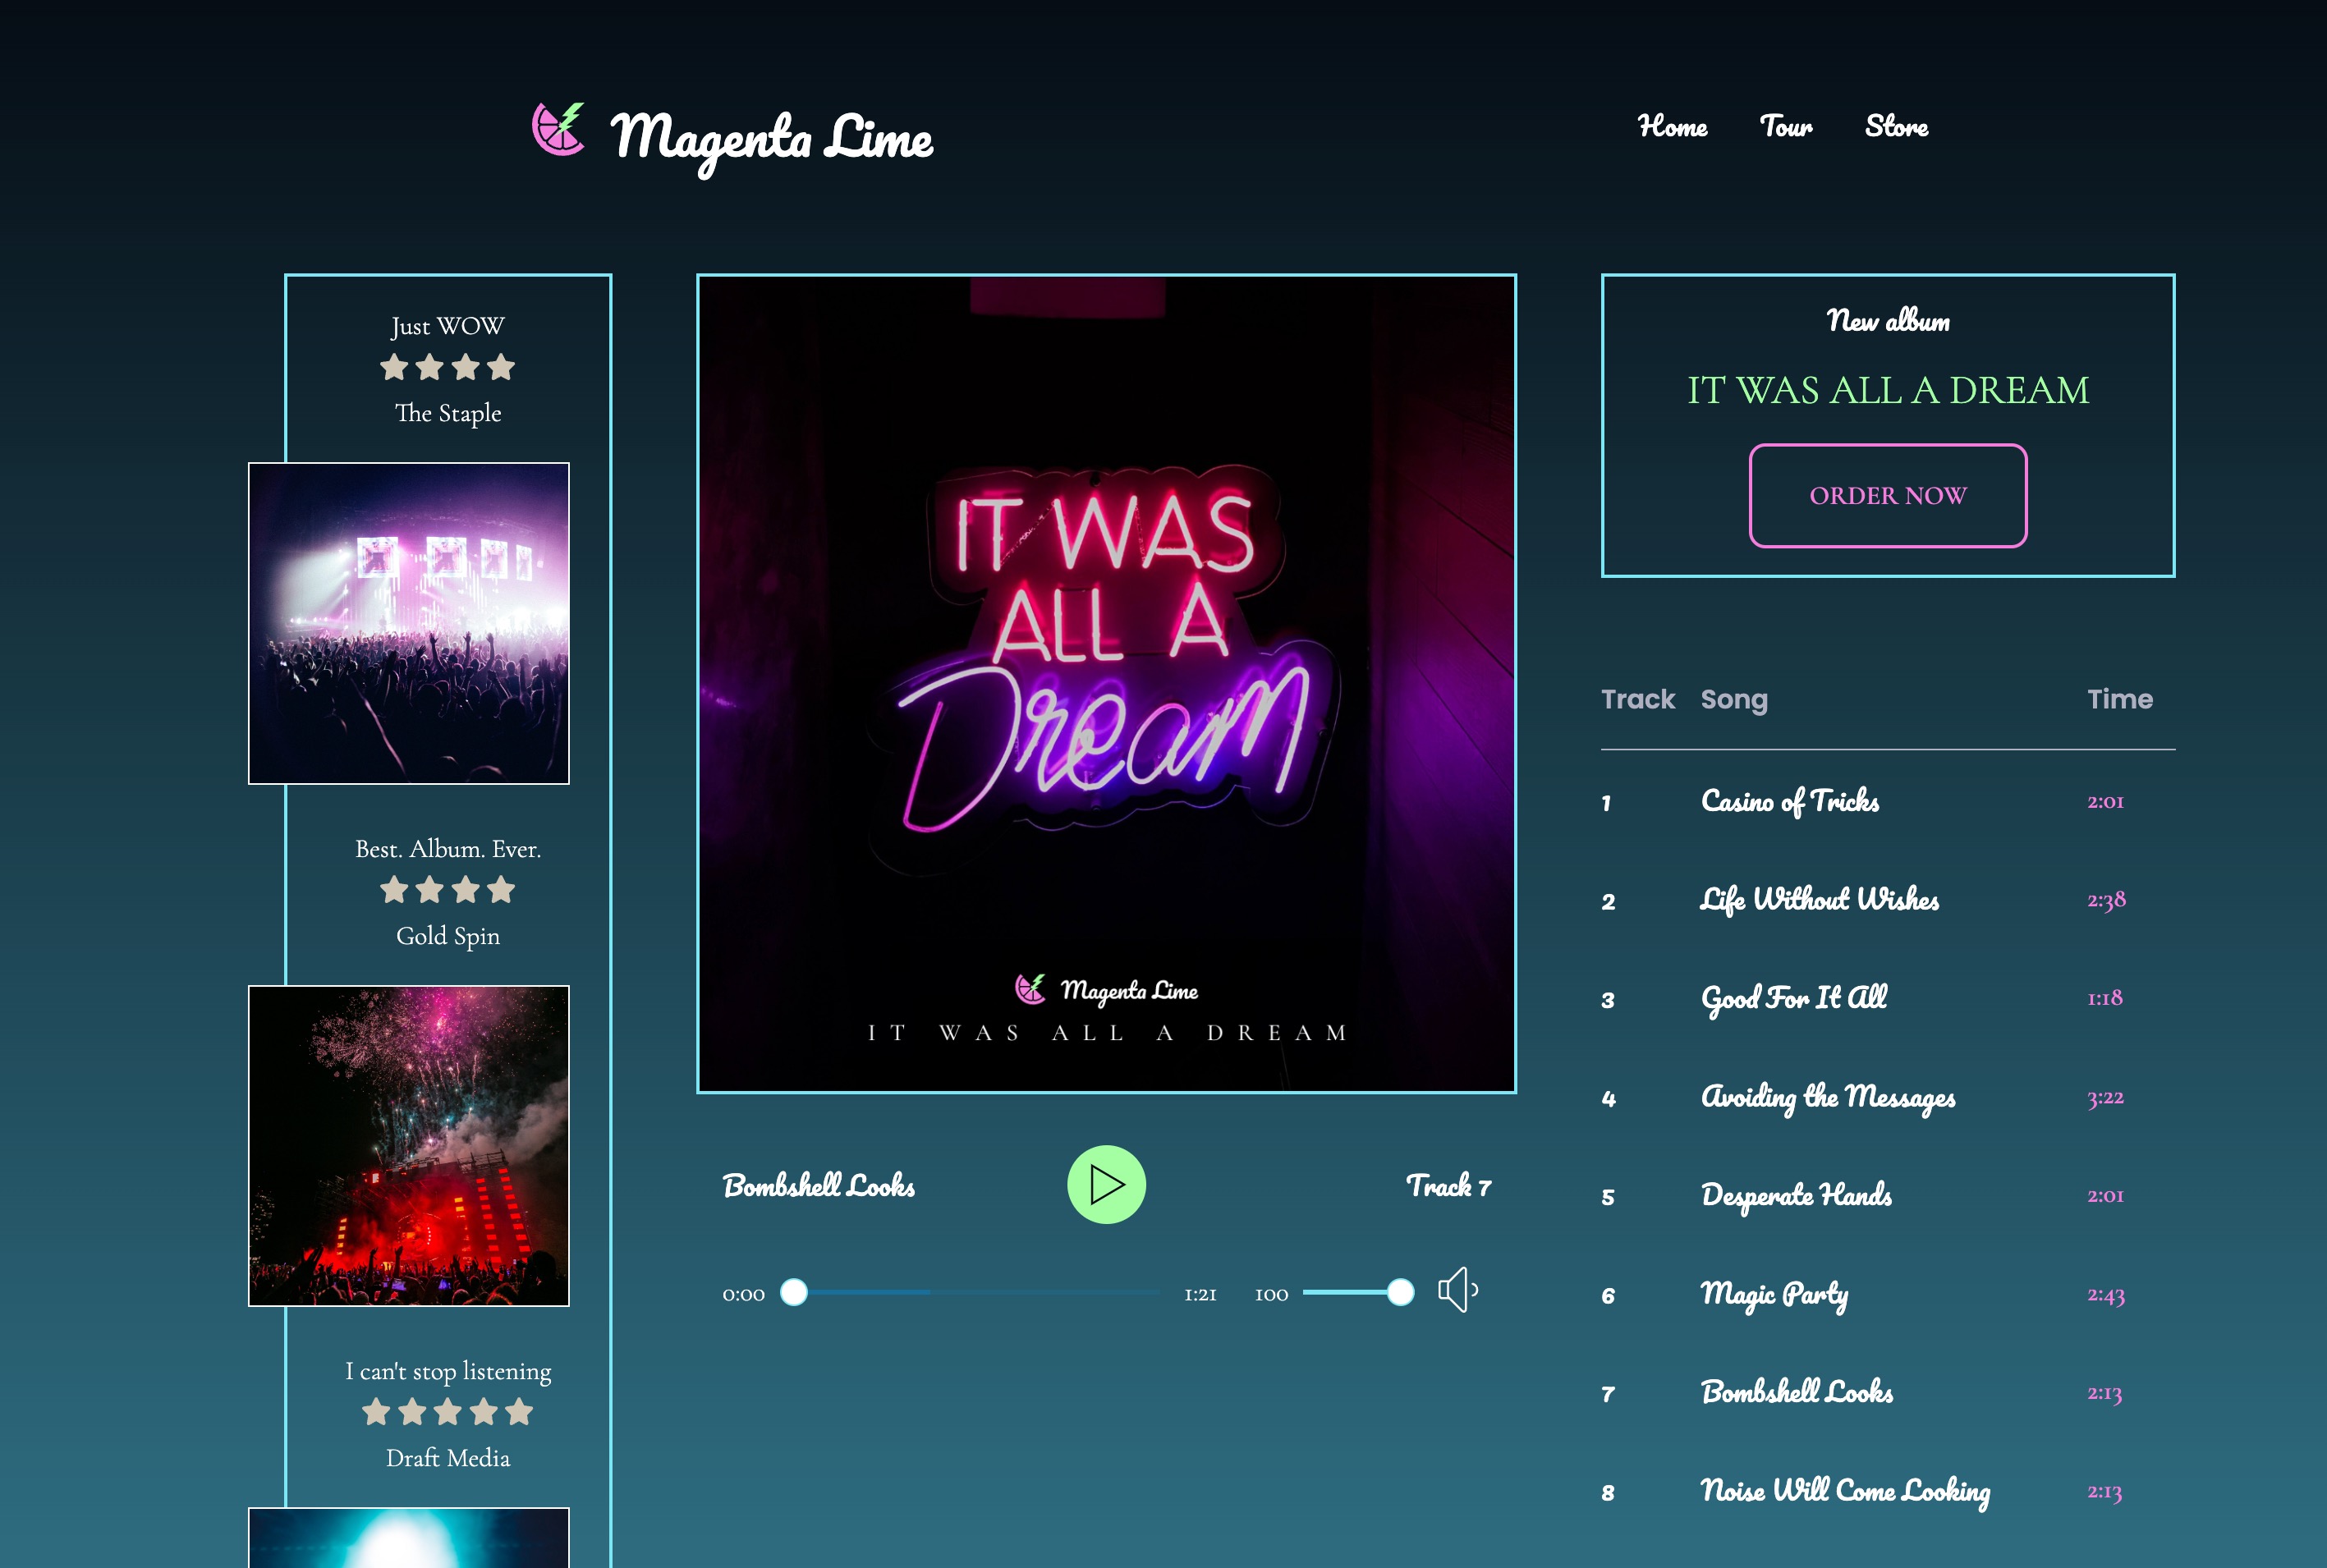 Magenta Lime
Home Tour Store
Just WOW
The Staple
Best. Album. Ever.
Gold Spin
I can't stop listening
Draft Media
IT WAS
ALL A
Dream
Magenta Lime
IT WAS ALL A DREAM
Bombshell Looks
Track 7
0:00
1:21
100
New album
IT WAS ALL A DREAM
ORDER NOW
Track Song Time
1 Casino of Tricks 2:01
2 Life Without Wishes 2:38
3 Good For It All 1:18
4 Avoiding the Messages 3:22
5 Desperate Hands 2:01
6 Magic Party 2:43
7 Bombshell Looks 2:13
8 Noise Will Come Looking 2:13